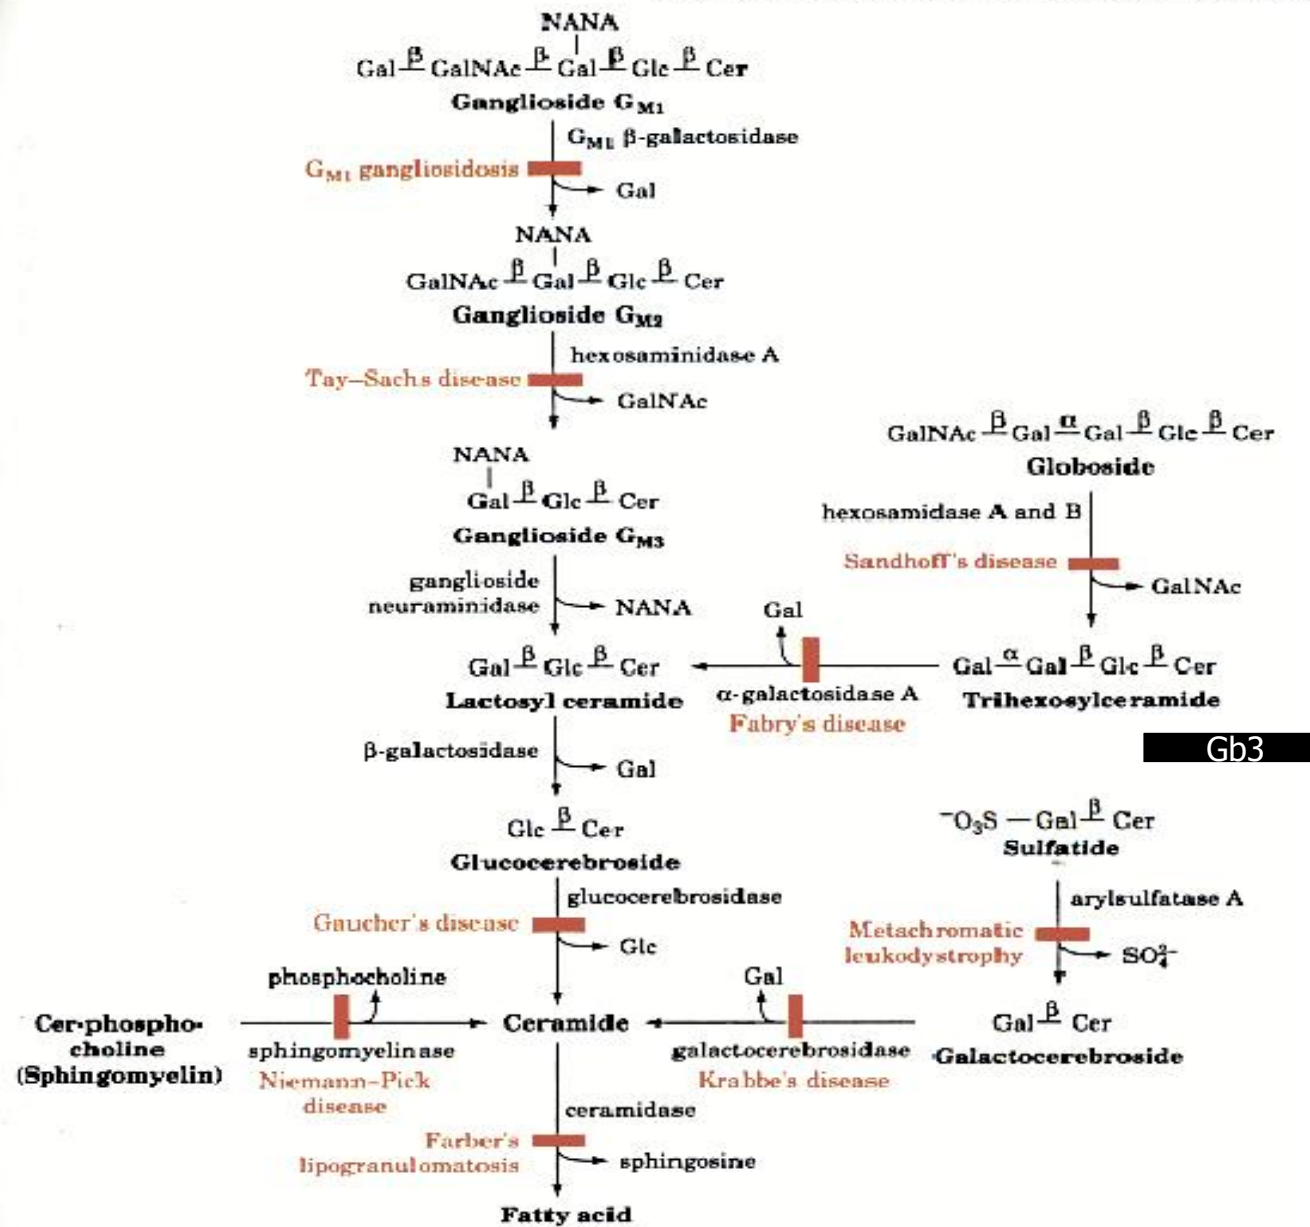 NANA
Gal β GalNAc β Gal β Glc β Cer
Ganglioside GM1
GM1 β-galactosidase
GM1 gangliosidosis
Gal
NANA
GalNAc β Gal β Glc β Cer
Ganglioside GM2
hexosaminidase A
Tay–Sachs disease
GalNAc
NANA
Gal β Glc β Cer
Ganglioside GM3
ganglioside
neuraminidase
NANA
GalNAc β Gal α Gal β Glc β Cer
Globoside
hexosamidase A and B
Sandhoff's disease
GalNAc
Gal α Gal β Glc β Cer
Trihexosylceramide
Gb3
Gal
α-galactosidase A
Fabry's disease
Gal β Glc β Cer
Lactosyl ceramide
β-galactosidase
Gal
Glc β Cer
Glucocerebroside
glucocerebrosidase
Gaucher's disease
Glc
⁻O3S — Gal β Cer
Sulfatide
arylsulfatase A
Metachromatic
leukodystrophy
SO4²⁻
Gal β Cer
Galactocerebroside
Gal
galactocerebrosidase
Krabbe's disease
phosphocholine
Cer-phospho-
choline
(Sphingomyelin)
sphingomyelinase
Niemann–Pick
disease
Ceramide
ceramidase
Farber's
lipogranulomatosis
sphingosine
Fatty acid